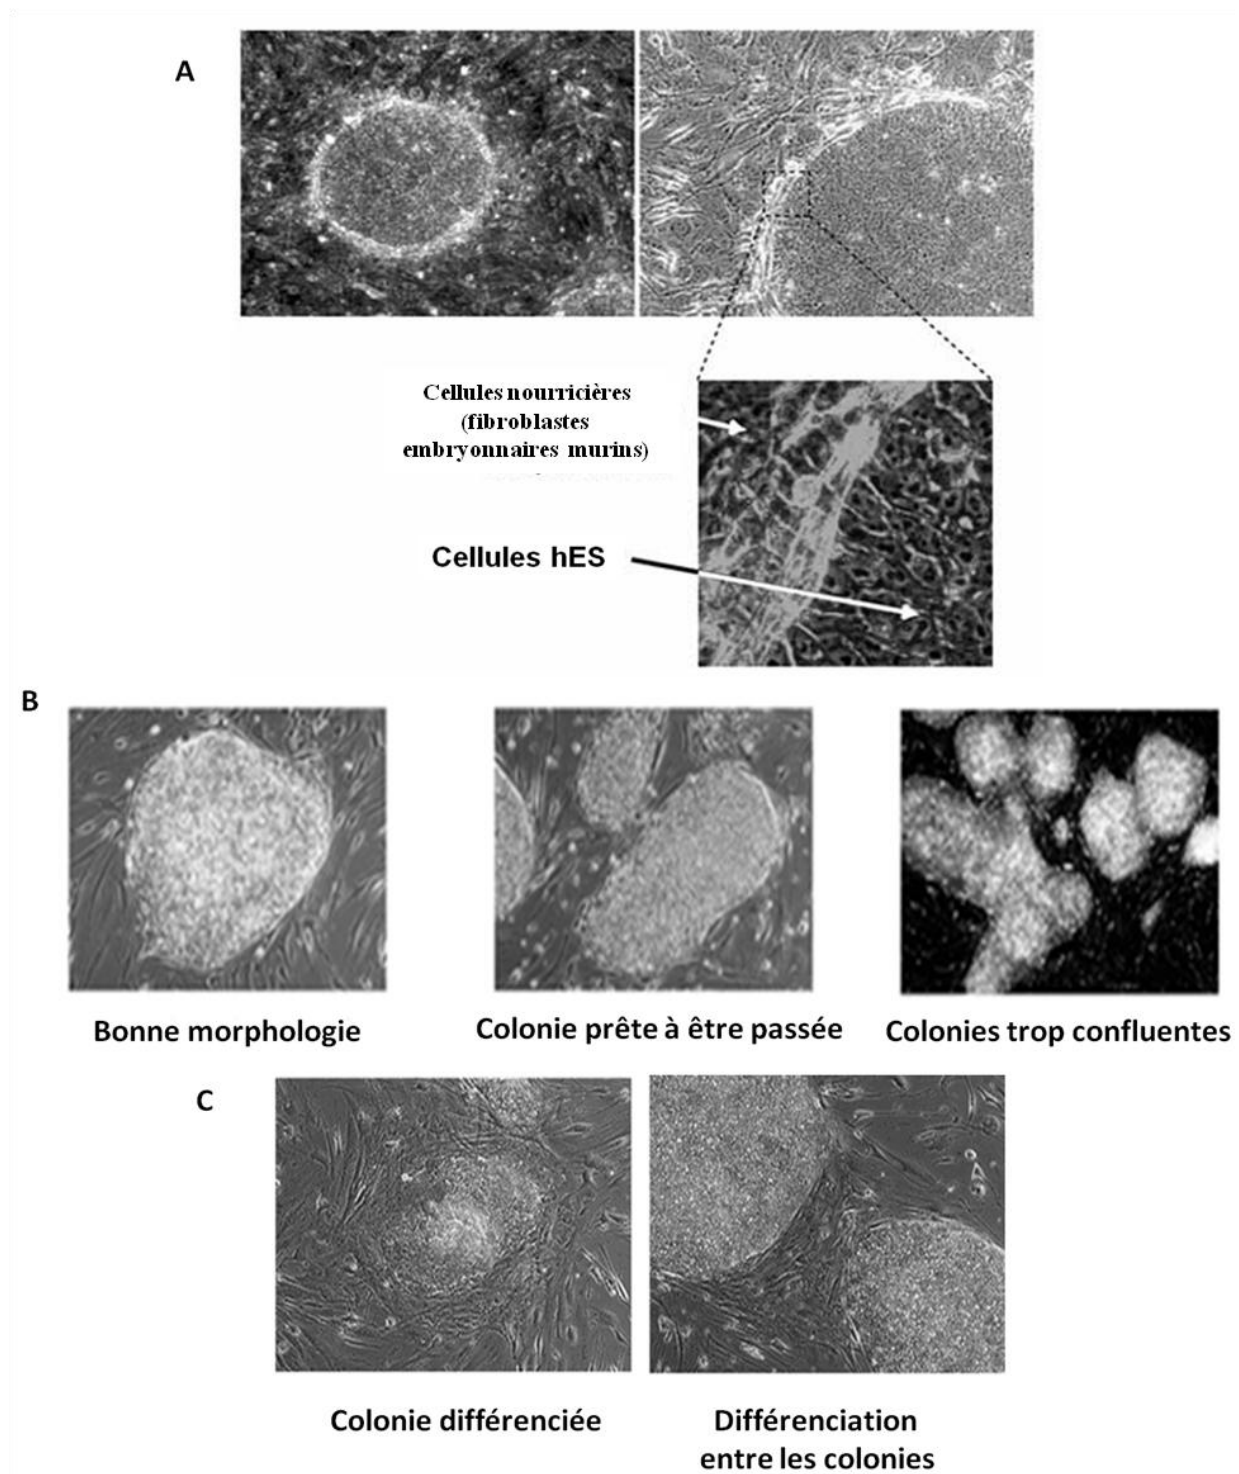 A
Cellules nourricières
(fibroblastes
embryonnaires murins)
Cellules hES
B
Bonne morphologie
Colonie prête à être passée
Colonies trop confluentes
C
Colonie différenciée
Différenciation
entre les colonies